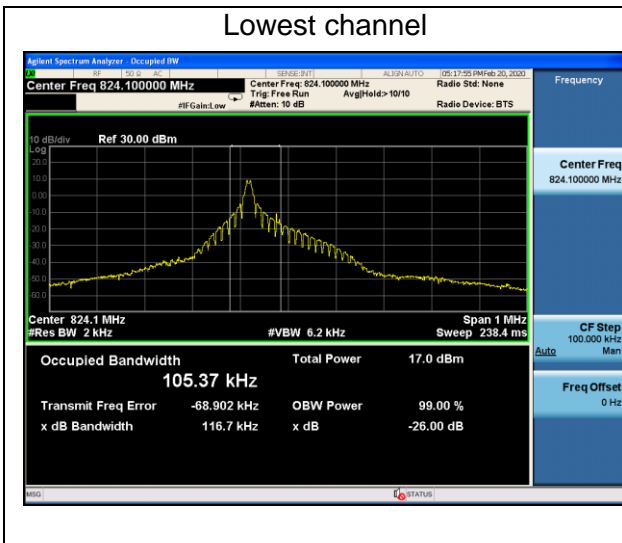 Lowest channel
Agilent Spectrum Analyzer - Occupied BW
LXI RF 50 Ω AC SENSE:INT ALIGN AUTO 05:17:55 PM Feb 20, 2020
Center Freq 824.100000 MHz
Center Freq: 824.100000 MHz
Radio Std: None
Trig: Free Run Avg|Hold:> 10/10
#IFGain:Low #Atten: 10 dB Radio Device: BTS
10 dB/div Ref 30.00 dBm
Log
20.0
10.0
0.00
-10.0
-20.0
-30.0
-40.0
-50.0
-60.0
Center 824.1 MHz Span 1 MHz
#Res BW 2 kHz #VBW 6.2 kHz Sweep 238.4 ms
Occupied Bandwidth Total Power 17.0 dBm
105.37 kHz
Transmit Freq Error -68.902 kHz OBW Power 99.00 %
x dB Bandwidth 116.7 kHz x dB -26.00 dB
MSG STATUS
Frequency
Center Freq
824.100000 MHz
CF Step
100.000 kHz
Auto Man
Freq Offset
0 Hz